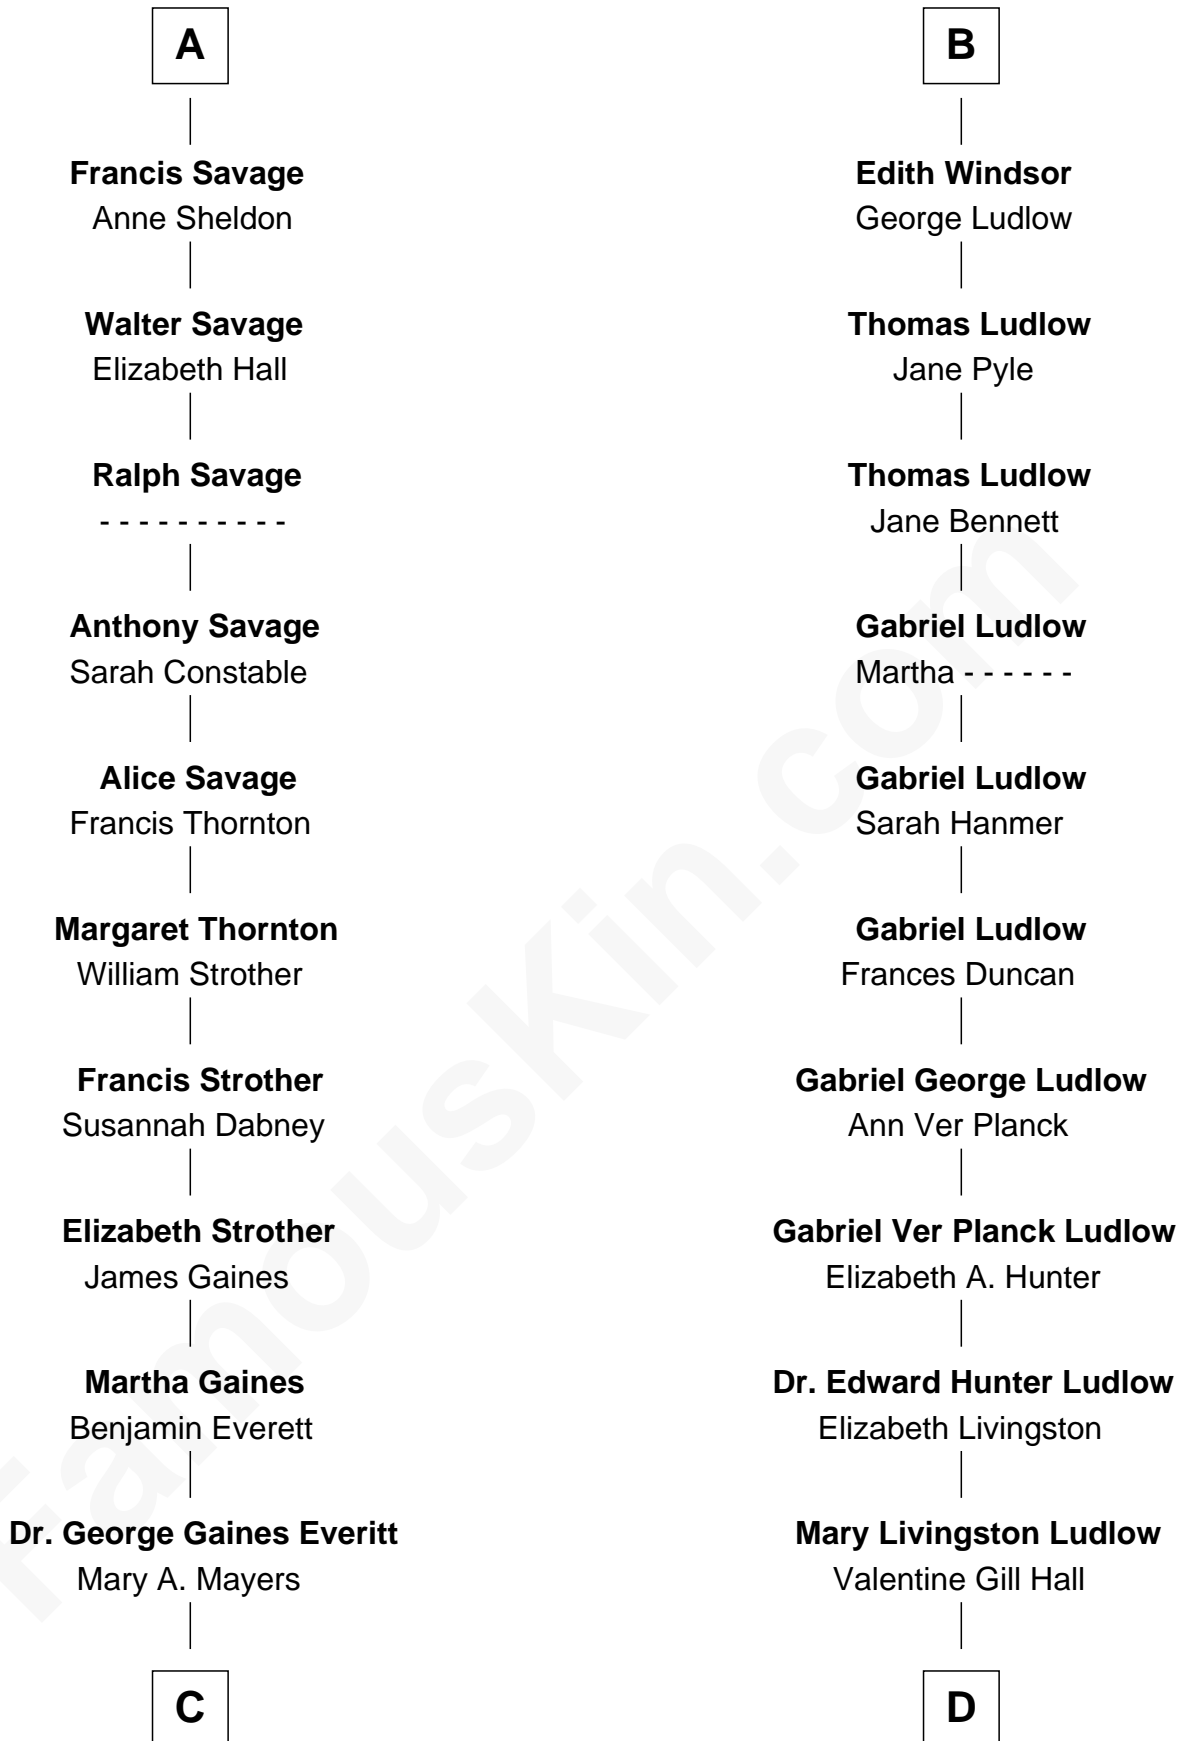 A
Francis Savage
Anne Sheldon
Walter Savage
Elizabeth Hall
Ralph Savage
- - - - - - - - - -
Anthony Savage
Sarah Constable
Alice Savage
Francis Thornton
Margaret Thornton
William Strother
Francis Strother
Susannah Dabney
Elizabeth Strother
James Gaines
Martha Gaines
Benjamin Everett
Dr. George Gaines Everitt
Mary A. Mayers
C
B
Edith Windsor
George Ludlow
Thomas Ludlow
Jane Pyle
Thomas Ludlow
Jane Bennett
Gabriel Ludlow
Martha - - - - - -
Gabriel Ludlow
Sarah Hanmer
Gabriel Ludlow
Frances Duncan
Gabriel George Ludlow
Ann Ver Planck
Gabriel Ver Planck Ludlow
Elizabeth A. Hunter
Dr. Edward Hunter Ludlow
Elizabeth Livingston
Mary Livingston Ludlow
Valentine Gill Hall
D
FamousKin.com